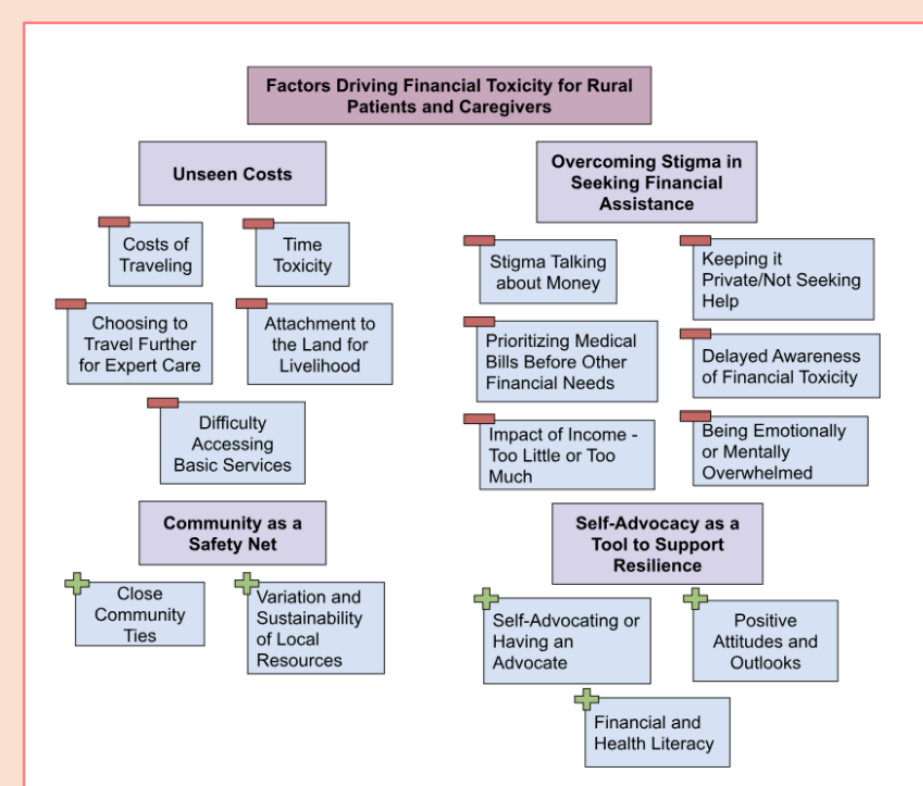 Factors Driving Financial Toxicity for Rural
Patients and Caregivers
Unseen Costs
Costs of
Traveling
Time
Toxicity
Choosing to
Travel Further
for Expert Care
Attachment to
the Land for
Livelihood
Difficulty
Accessing
Basic Services
Overcoming Stigma in
Seeking Financial
Assistance
Stigma Talking
about Money
Keeping it
Private/Not Seeking
Help
Prioritizing Medical
Bills Before Other
Financial Needs
Delayed Awareness
of Financial Toxicity
Impact of Income -
Too Little or Too
Much
Being Emotionally
or Mentally
Overwhelmed
Community as a
Safety Net
Close
Community
Ties
Variation and
Sustainability
of Local
Resources
Self-Advocacy as a
Tool to Support
Resilience
Self-Advocating or
Having an
Advocate
Positive
Attitudes and
Outlooks
Financial and
Health Literacy